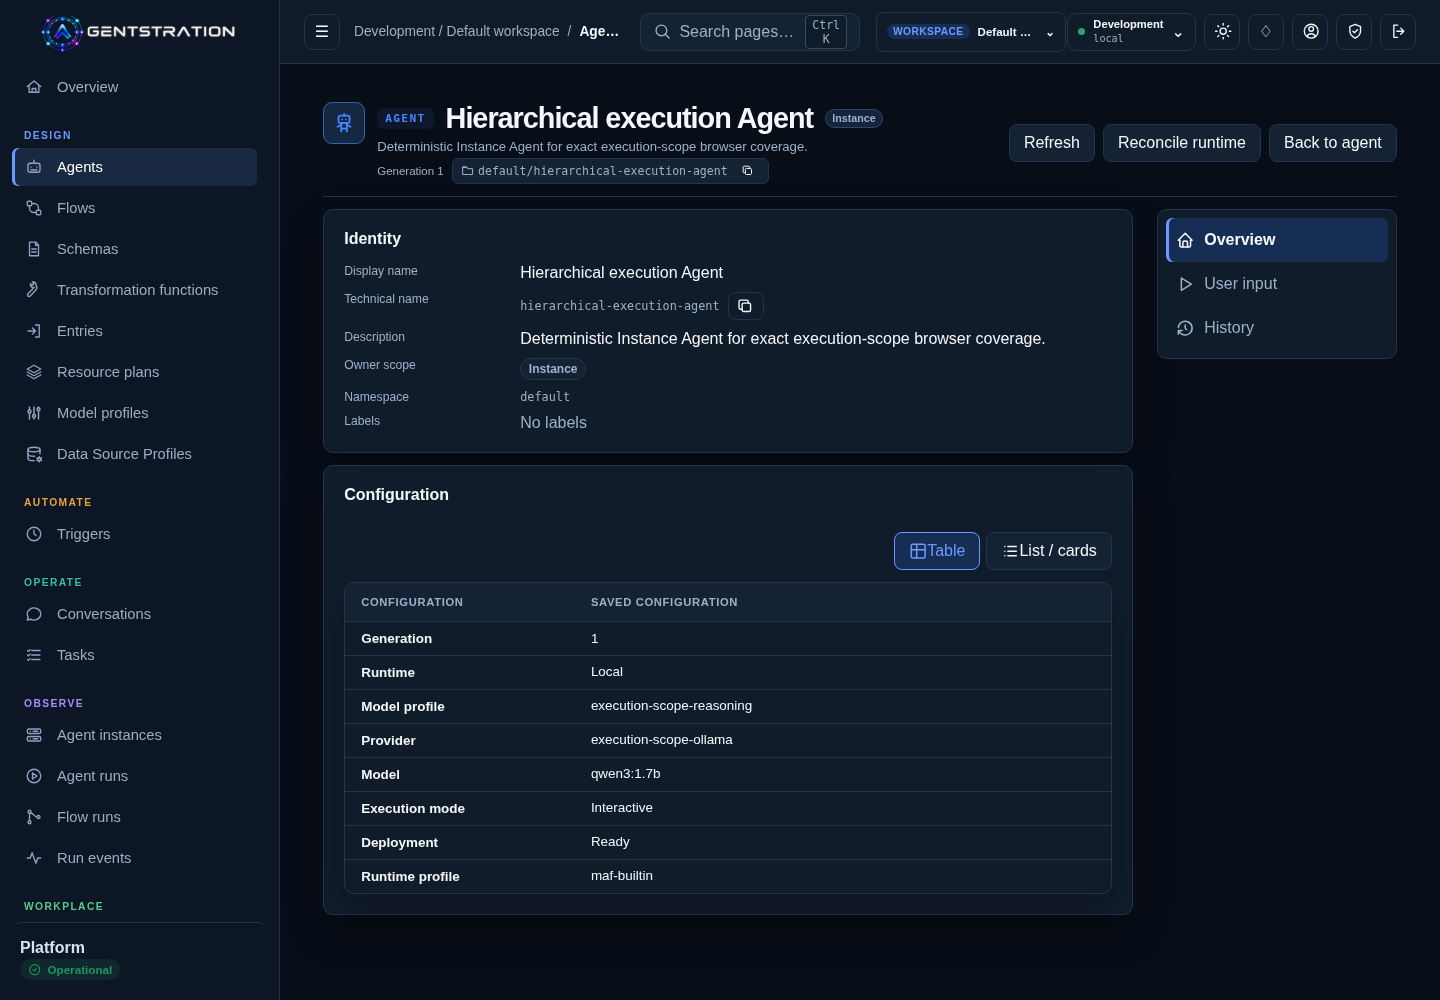 GENTSTRATION
Overview
DESIGN
Agents
Flows
Schemas
Transformation functions
Entries
Resource plans
Model profiles
Data Source Profiles
AUTOMATE
Triggers
OPERATE
Conversations
Tasks
OBSERVE
Agent instances
Agent runs
Flow runs
Run events
WORKPLACE
Platform
Operational
Development / Default workspace / Age…
Search pages… Ctrl K
WORKSPACE Default …
Development
local
AGENT Hierarchical execution Agent Instance
Deterministic Instance Agent for exact execution-scope browser coverage.
Generation 1 default/hierarchical-execution-agent
Refresh Reconcile runtime Back to agent
Identity
Display name Hierarchical execution Agent
Technical name hierarchical-execution-agent
Description Deterministic Instance Agent for exact execution-scope browser coverage.
Owner scope Instance
Namespace default
Labels No labels
Configuration
Table List / cards
CONFIGURATION SAVED CONFIGURATION
Generation 1
Runtime Local
Model profile execution-scope-reasoning
Provider execution-scope-ollama
Model qwen3:1.7b
Execution mode Interactive
Deployment Ready
Runtime profile maf-builtin
Overview
User input
History